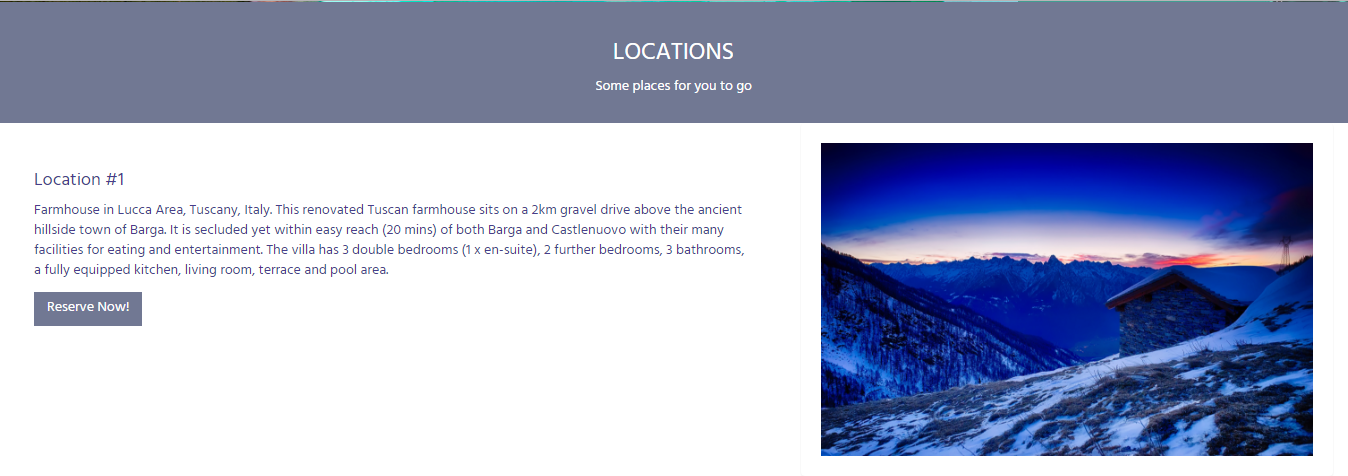 LOCATIONS
Some places for you to go
Location #1
Farmhouse in Lucca Area, Tuscany, Italy. This renovated Tuscan farmhouse sits on a 2km gravel drive above the ancient
hillside town of Barga. It is secluded yet within easy reach (20 mins) of both Barga and Castlenuovo with their many
facilities for eating and entertainment. The villa has 3 double bedrooms (1 x en-suite), 2 further bedrooms, 3 bathrooms,
a fully equipped kitchen, living room, terrace and pool area.
Reserve Now!